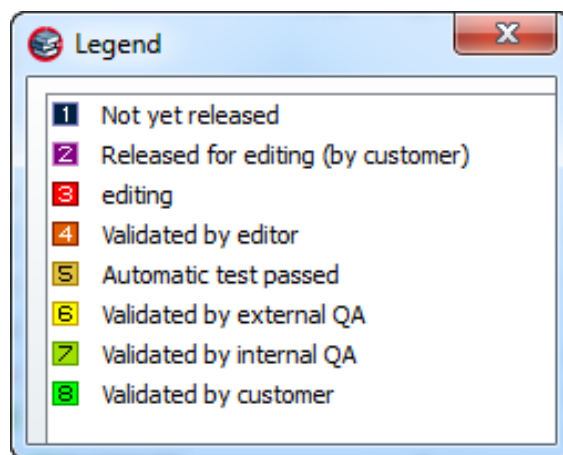 Legend
1 Not yet released
2 Released for editing (by customer)
3 editing
4 Validated by editor
5 Automatic test passed
6 Validated by external QA
7 Validated by internal QA
8 Validated by customer